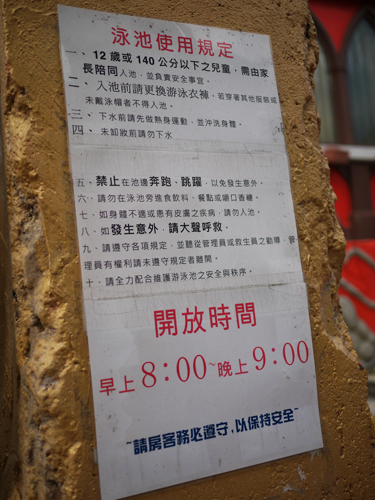 泳池使用規定
一、12 歲或 140 公分以下之兒童，需由家
長陪同入池，並負責安全事宜。
二、入池前請更換游泳衣褲，若穿著其他服飾或
未戴泳帽者不得入池。
三、下水前請先做熱身運動，並沖洗身體。
四、未卸妝前請勿下水
五、禁止在池邊奔跑、跳躍，以免發生意外。
六、請勿在泳池旁進食飲料、餐點或嚼口香糖。
七、如身體不適或患有皮膚之疾病，請勿入池。
八、如發生意外，請大聲呼救。
九、請遵守各項規定，並聽從管理員或救生員之勸導，管
理員有權利請未遵守規定者離開。
十、請全力配合維護游泳池之安全與秩序。
開放時間
早上8:00~晚上9:00
~請房客務必遵守,以保持安全~